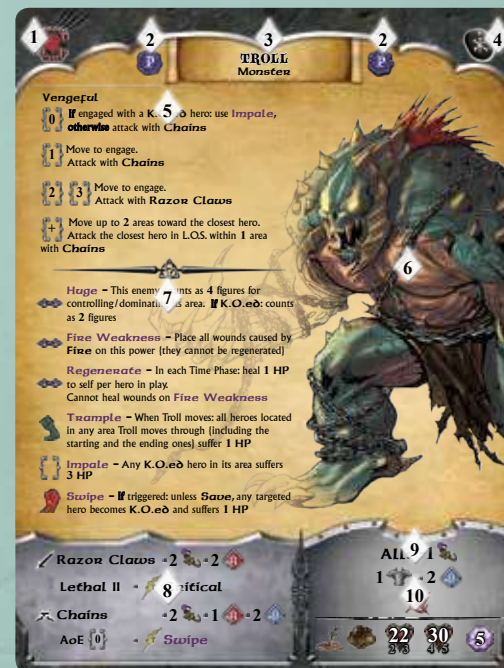 1 2 3 2 4
P TROLL P
Monster
Vengeful
{0} If engaged with a K.O.ed hero: use Impale,
otherwise attack with Chains
{1} Move to engage.
Attack with Chains
{2} {3} Move to engage.
Attack with Razor Claws
{+} Move up to 2 areas toward the closest hero.
Attack the closest hero in L.O.S. within 1 area
with Chains
5
6
7
Huge – This enemy counts as 4 figures for
controlling/dominating its area. If K.O.ed: counts
as 2 figures
Fire Weakness – Place all wounds caused by
Fire on this power (they cannot be regenerated)
Regenerate – In each Time Phase: heal 1 HP
to self per hero in play.
Cannot heal wounds on Fire Weakness
Trample – When Troll moves: all heroes located
in any area Troll moves through (including the
starting and the ending ones) suffer 1 HP
Impale – Any K.O.ed hero in its area suffers
3 HP
Swipe – If triggered: unless Save, any targeted
hero becomes K.O.ed and suffers 1 HP
Razor Claws 2 2
Lethal II 8
Chains 2 1 2
AoE {0} Swipe
9
1
1 2
10
22 30 5
2 3 4 5